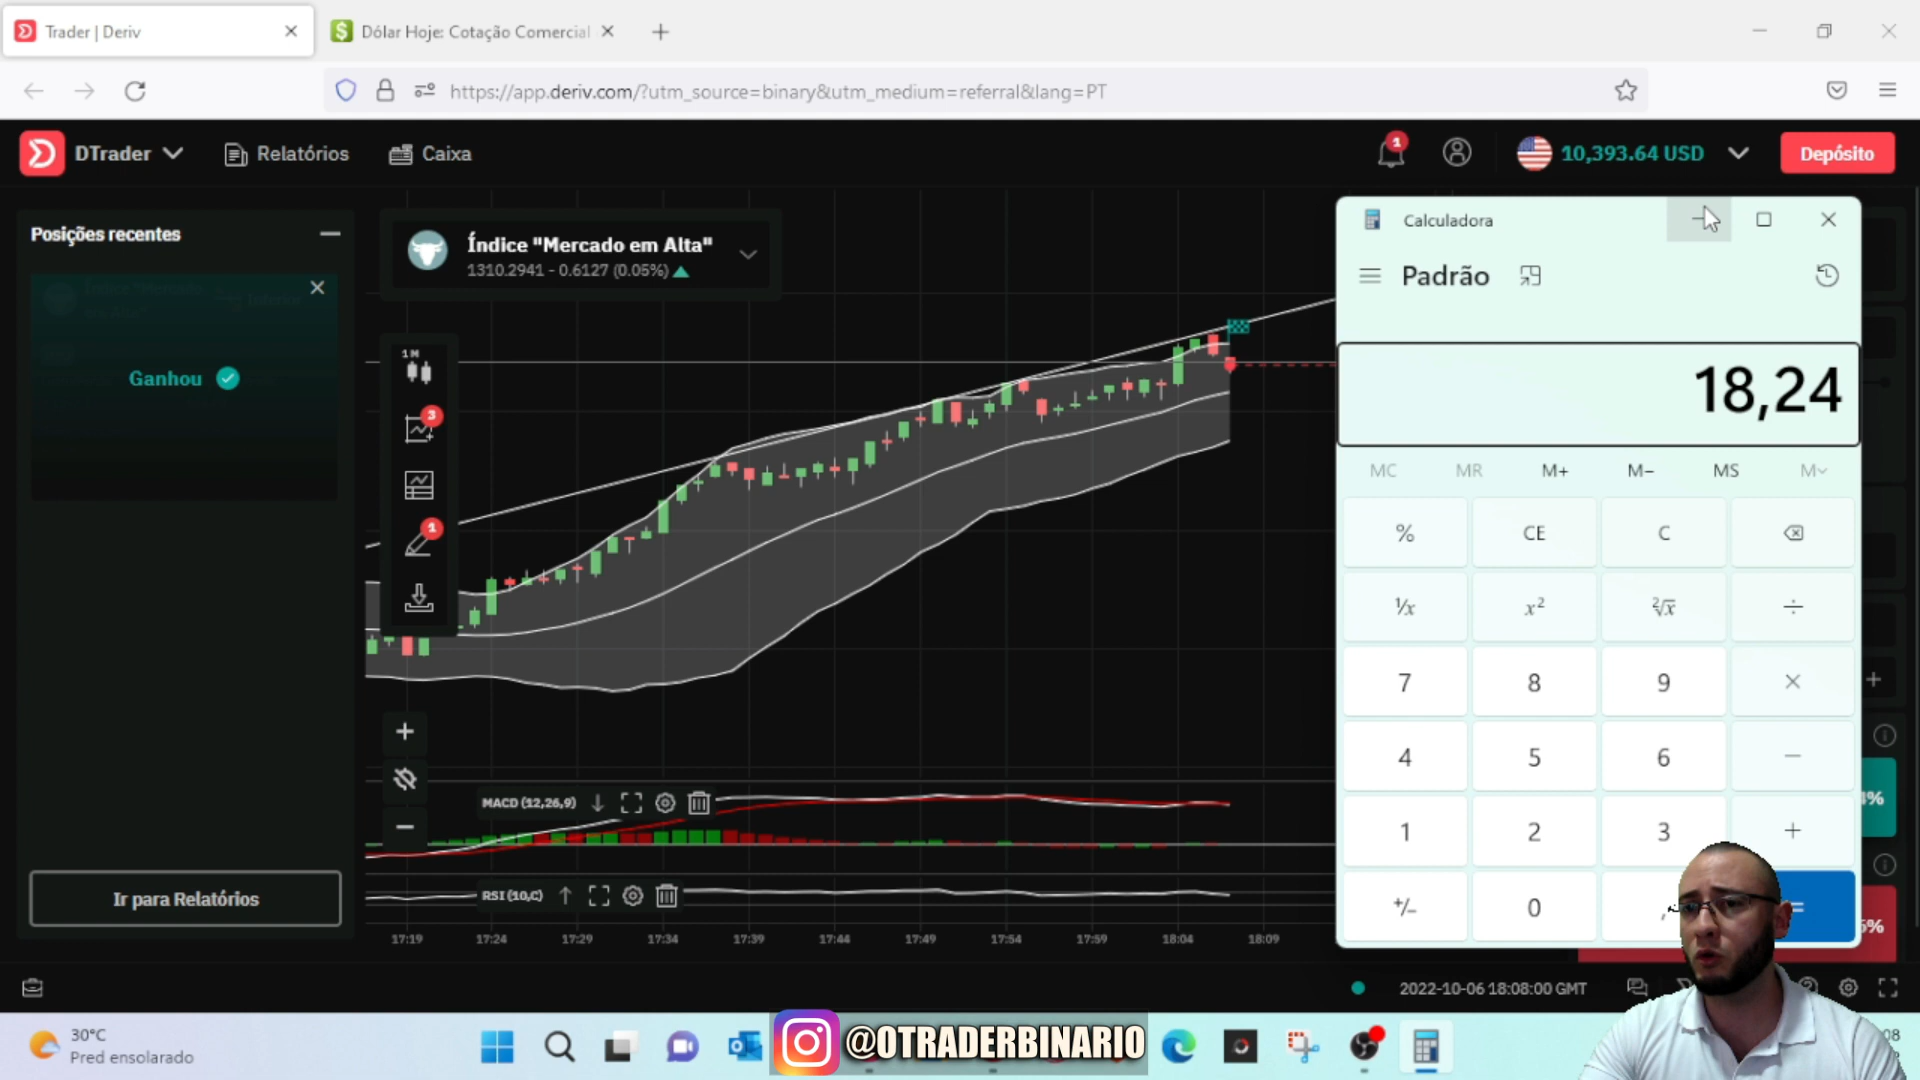 Trader | Deriv
Dólar Hoje: Cotação Comercial
https://app.deriv.com/?utm_source=binary&utm_medium=referral&lang=PT
DTrader
Relatórios
Caixa
1
10,393.64 USD
Depósito
Posições recentes
Ganhou
Ir para Relatórios
Índice "Mercado em Alta"
1310.2941 - 0.6127 (0.05%)
1M
3
1
MACD (12,26,9)
RSI (10,C)
17:19 17:24 17:29 17:34 17:39 17:44 17:49 17:54 17:59 18:04 18:09
Calculadora
Padrão
18,24
MC MR M+ M- MS M
% CE C
¹/x x² ²√x ÷
7 8 9 ×
4 5 6 −
1 2 3 +
+/− 0 , =
%
%
2022-10-06 18:08:00 GMT
30°C
Pred ensolarado
@OTRADERBINARIO